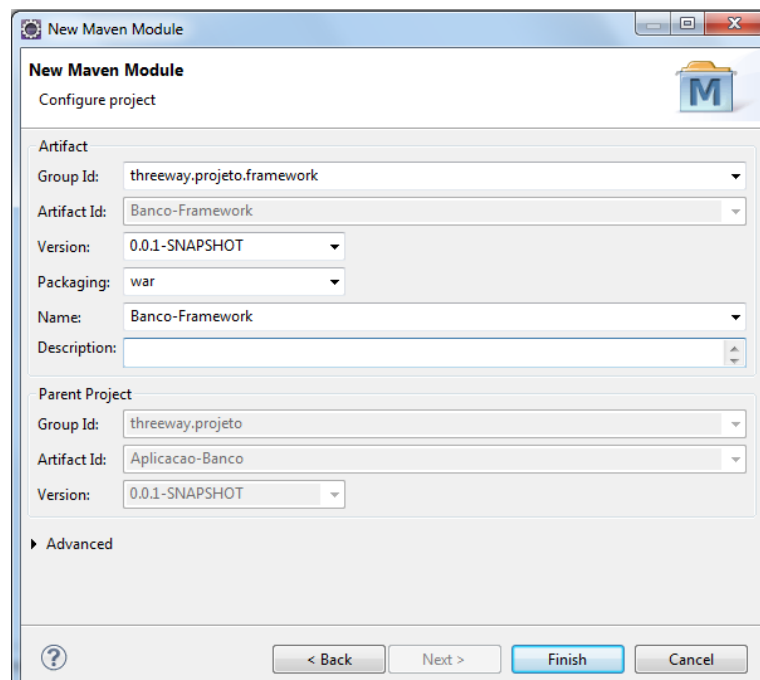 New Maven Module
New Maven Module
Configure project
M
Artifact
Group Id: threeway.projeto.framework
Artifact Id: Banco-Framework
Version: 0.0.1-SNAPSHOT
Packaging: war
Name: Banco-Framework
Description:
Parent Project
Group Id: threeway.projeto
Artifact Id: Aplicacao-Banco
Version: 0.0.1-SNAPSHOT
Advanced
? < Back Next > Finish Cancel